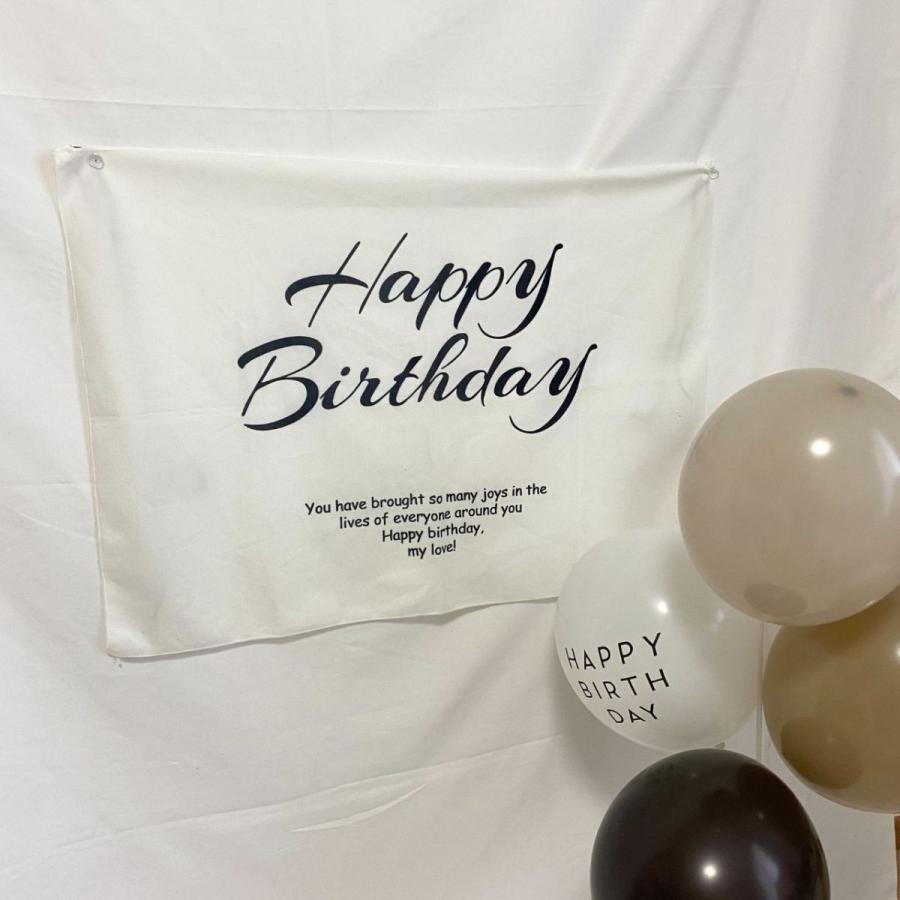 Happy
Birthday
You have brought so many joys in the
lives of everyone around you
Happy birthday,
my love!
HAPPY
BIRTH
DAY